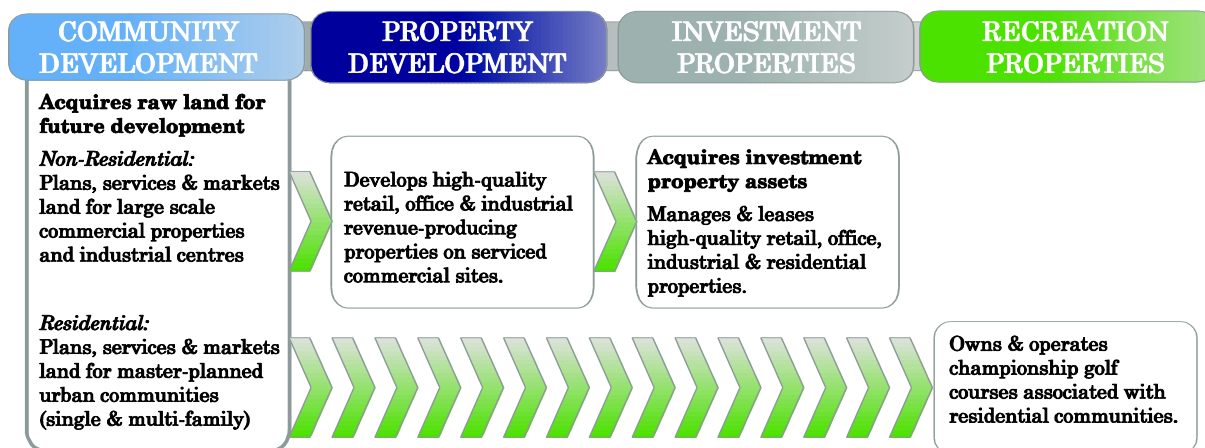 COMMUNITY
DEVELOPMENT
PROPERTY
DEVELOPMENT
INVESTMENT
PROPERTIES
RECREATION
PROPERTIES
Acquires raw land for
future development
Non-Residential:
Plans, services & markets
land for large scale
commercial properties
and industrial centres
Residential:
Plans, services & markets
land for master-planned
urban communities
(single & multi-family)
Develops high-quality
retail, office & industrial
revenue-producing
properties on serviced
commercial sites.
Acquires investment
property assets
Manages & leases
high-quality retail, office,
industrial & residential
properties.
Owns & operates
championship golf
courses associated with
residential communities.